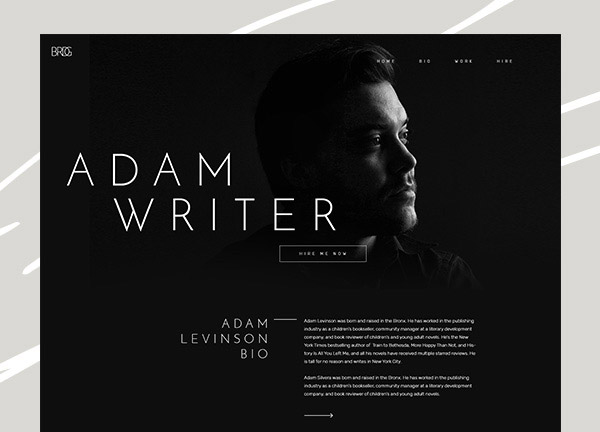 BROS
HOME BIO WORK HIRE
ADAM
WRITER
HIRE ME NOW
ADAM
LEVINSON
BIO
Adam Levinson was born and raised in the Bronx. He has worked in the publishing
industry as a children's bookseller, community manager at a literary development
company, and book reviewer of children's and young adult novels. He's the New
York Times bestselling author of Train to Bethesda, More Happy Than Not, and His-
tory Is All You Left Me, and all his novels have received multiple starred reviews. He
is tall for no reason and writes in New York City.
Adam Silvera was born and raised in the Bronx. He has worked in the publishing
industry as a children's bookseller, community manager at a literary development
company, and book reviewer of children's and young adult novels.